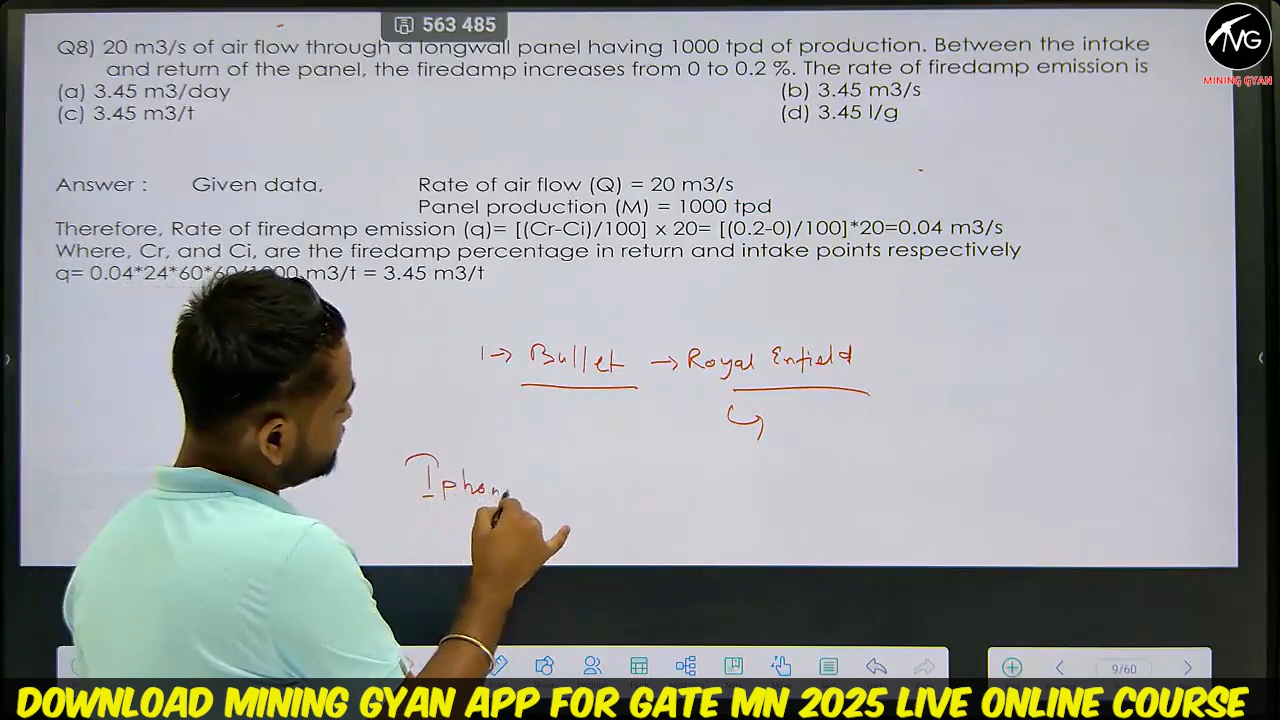 563 485
Q8) 20 m3/s of air flow through a longwall panel having 1000 tpd of production. Between the intake
and return of the panel, the firedamp increases from 0 to 0.2 %. The rate of firedamp emission is
(a) 3.45 m3/day (b) 3.45 m3/s
(c) 3.45 m3/t (d) 3.45 l/g
MINING GYAN
Answer : Given data, Rate of air flow (Q) = 20 m3/s
Panel production (M) = 1000 tpd
Therefore, Rate of firedamp emission (q)= [(Cr-Ci)/100] x 20= [(0.2-0)/100]*20=0.04 m3/s
Where, Cr, and Ci, are the firedamp percentage in return and intake points respectively
q= 0.04*24*60*60/1000 m3/t = 3.45 m3/t
1→ Bullet → Royal Enfield
Iphon
9/60
DOWNLOAD MINING GYAN APP FOR GATE MN 2025 LIVE ONLINE COURSE